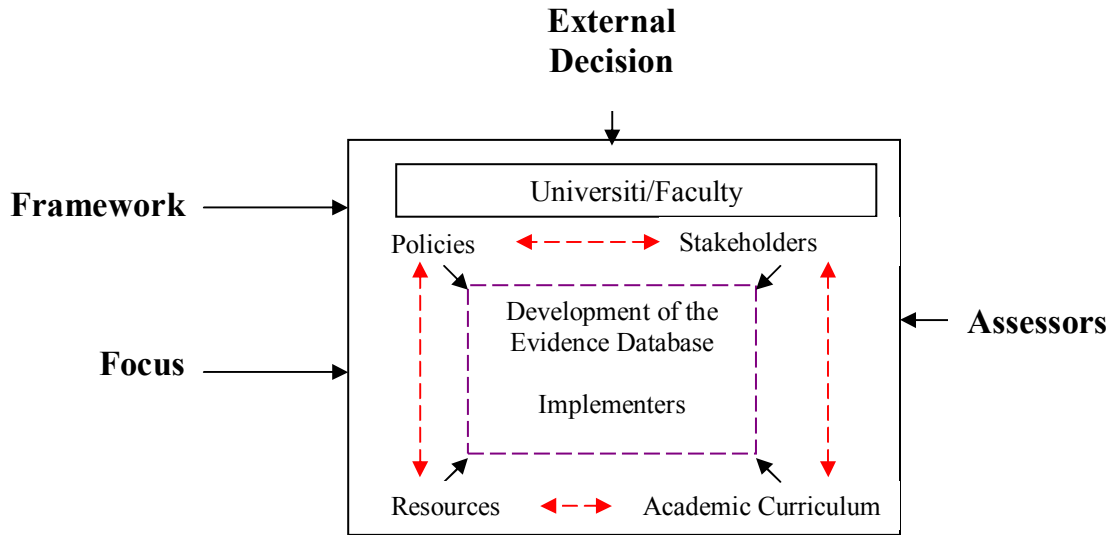 External
Decision
Universiti/Faculty
Framework
Policies
Stakeholders
Development of the
Evidence Database
Assessors
Focus
Implementers
Resources
Academic Curriculum